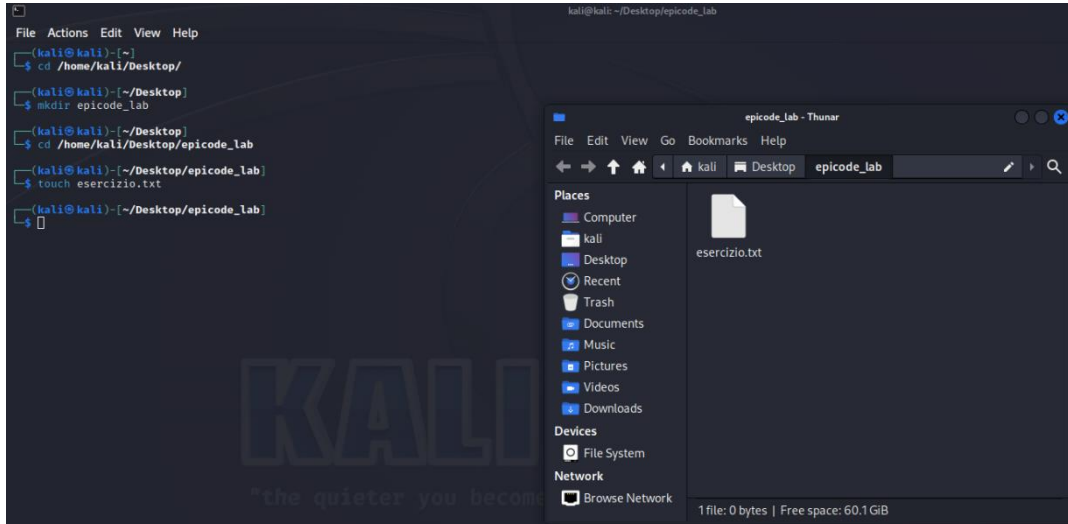 kali@kali: ~/Desktop/epicode_lab
File Actions Edit View Help
┌──(kali㉿kali)-[~]
└─$ cd /home/kali/Desktop/
┌──(kali㉿kali)-[~/Desktop]
└─$ mkdir epicode_lab
┌──(kali㉿kali)-[~/Desktop]
└─$ cd /home/kali/Desktop/epicode_lab
┌──(kali㉿kali)-[~/Desktop/epicode_lab]
└─$ touch esercizio.txt
┌──(kali㉿kali)-[~/Desktop/epicode_lab]
└─$
KALI
"the quieter you become
epicode_lab - Thunar
File Edit View Go Bookmarks Help
kali Desktop epicode_lab
Places
Computer
kali
Desktop
Recent
Trash
Documents
Music
Pictures
Videos
Downloads
Devices
File System
Network
Browse Network
esercizio.txt
1 file: 0 bytes | Free space: 60.1 GiB